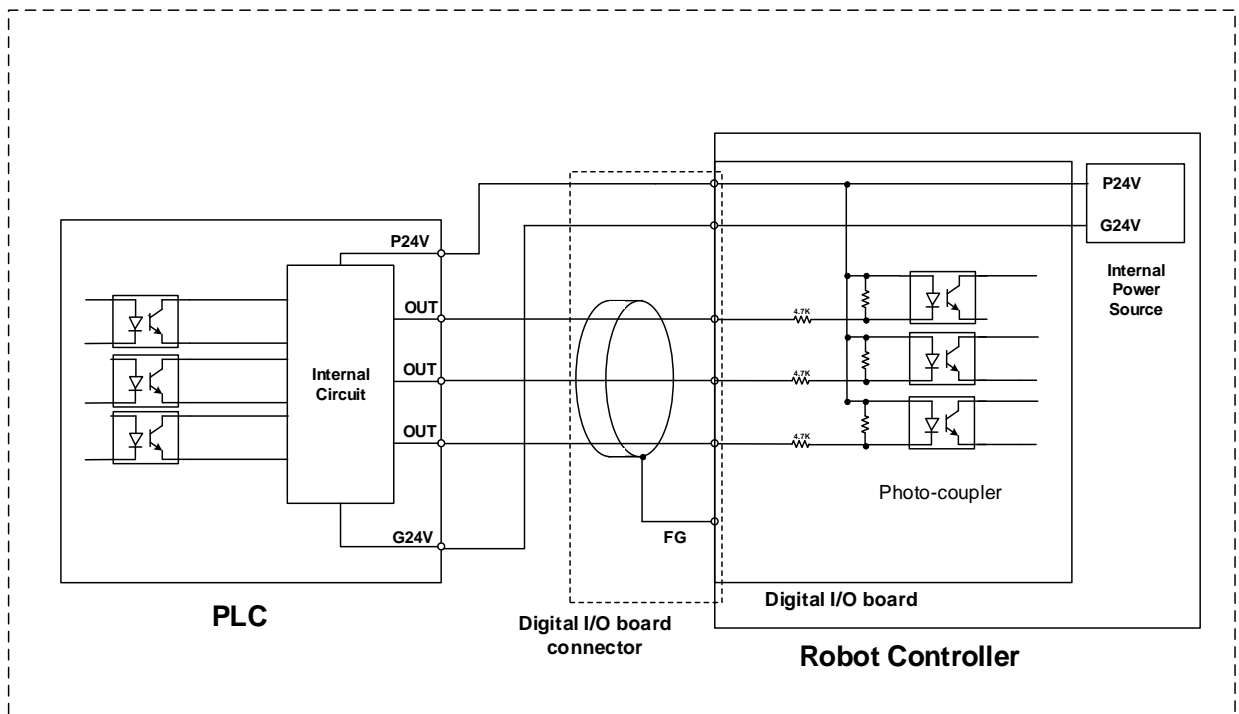 P24V
G24V
Internal
Power
Source
P24V
OUT
4.7K
OUT
4.7K
Internal
Circuit
OUT
4.7K
Photo-coupler
G24V
FG
PLC
Digital I/O board
connector
Digital I/O board
Robot Controller